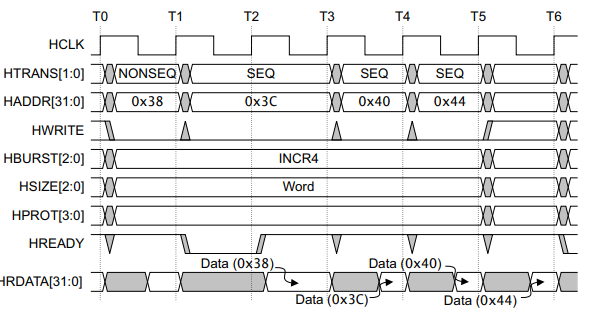 T0 T1 T2 T3 T4 T5 T6
HCLK
HTRANS[1:0] NONSEQ SEQ SEQ SEQ
HADDR[31:0] 0x38 0x3C 0x40 0x44
HWRITE
HBURST[2:0] INCR4
HSIZE[2:0] Word
HPROT[3:0]
HREADY
Data (0x38) Data (0x40)
HRDATA[31:0]
Data (0x3C) Data (0x44)